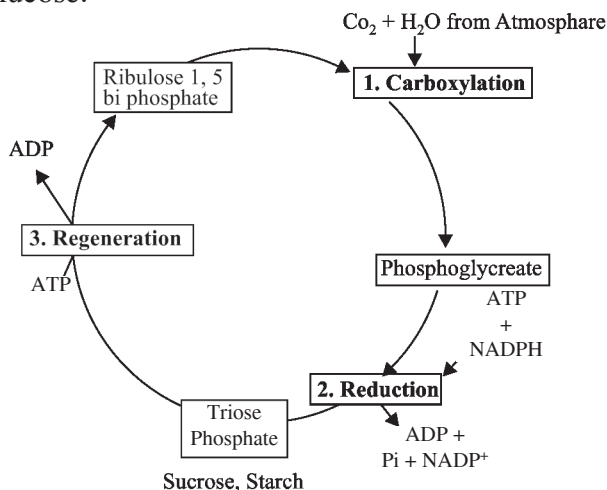 Co₂ + H₂O from Atmosphare
Ribulose 1, 5
bi phosphate
1. Carboxylation
ADP
3. Regeneration
ATP
Phosphoglycreate
ATP
+
NADPH
2. Reduction
Triose
Phosphate
ADP +
Pi + NADP⁺
Sucrose, Starch